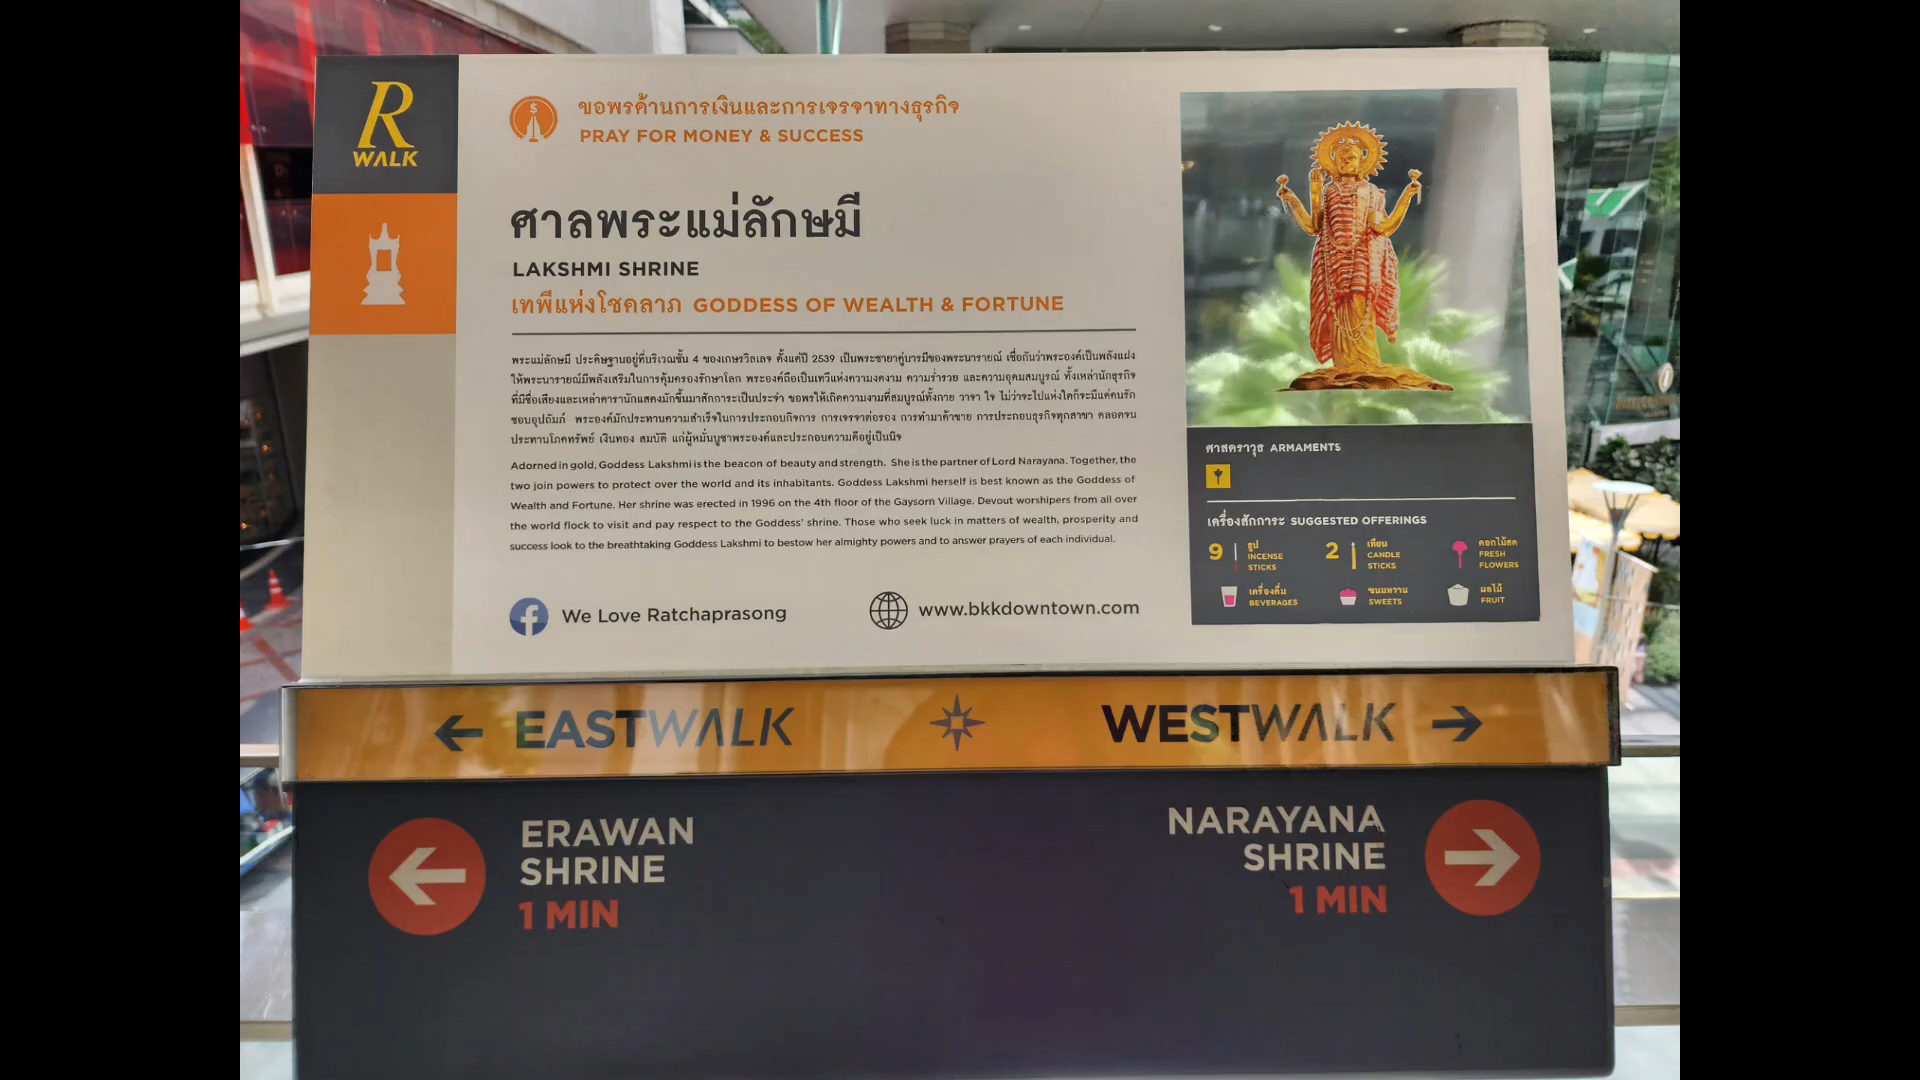 R
WALK
ขอพรด้านการเงินและการเจรจาทางธุรกิจ
PRAY FOR MONEY & SUCCESS
ศาลพระแม่ลักษมี
LAKSHMI SHRINE
เทพีแห่งโชคลาภ GODDESS OF WEALTH & FORTUNE
พระแม่ลักษมี ประดิษฐานอยู่ที่บริเวณชั้น 4 ของเกษรวิลเลจ ตั้งแต่ปี 2539 เป็นพระชายาคู่บารมีของพระนารายณ์ เชื่อกันว่าพระองค์เป็นพลังแฝง
ให้พระนารายณ์มีพลังเสริมในการคุ้มครองรักษาโลก พระองค์ถือเป็นเทวีแห่งความงดงาม ความร่ำรวย และความอุดมสมบูรณ์ ทั้งเหล่านักธุรกิจ
ที่มีชื่อเสียงและเหล่าดารานักแสดงมักขึ้นมาสักการะเป็นประจำ ขอพรให้เกิดความงามที่สมบูรณ์ทั้งกาย วาจา ใจ ไม่ว่าจะไปแห่งใดก็จะมีแต่คนรัก
ชอบอุปถัมภ์ พระองค์มักประทานความสำเร็จในการประกอบกิจการ การเจรจาต่อรอง การทำมาค้าขาย การประกอบธุรกิจทุกสาขา ตลอดจน
ประทานโภคทรัพย์ เงินทอง สมบัติ แก่ผู้หมั่นบูชาพระองค์และประกอบความดีอยู่เป็นนิจ
Adorned in gold, Goddess Lakshmi is the beacon of beauty and strength. She is the partner of Lord Narayana. Together, the
two join powers to protect over the world and its inhabitants. Goddess Lakshmi herself is best known as the Goddess of
Wealth and Fortune. Her shrine was erected in 1996 on the 4th floor of the Gaysorn Village. Devout worshipers from all over
the world flock to visit and pay respect to the Goddess' shrine. Those who seek luck in matters of wealth, prosperity and
success look to the breathtaking Goddess Lakshmi to bestow her almighty powers and to answer prayers of each individual.
We Love Ratchaprasong
www.bkkdowntown.com
ศาสตราวุธ ARMAMENTS
เครื่องสักการะ SUGGESTED OFFERINGS
9 ธูป INCENSE STICKS
2 เทียน CANDLE STICKS
ดอกไม้สด FRESH FLOWERS
เครื่องดื่ม BEVERAGES
ขนมหวาน SWEETS
ผลไม้ FRUIT
← EASTWALK
WESTWALK →
ERAWAN
SHRINE
1 MIN
NARAYANA
SHRINE
1 MIN